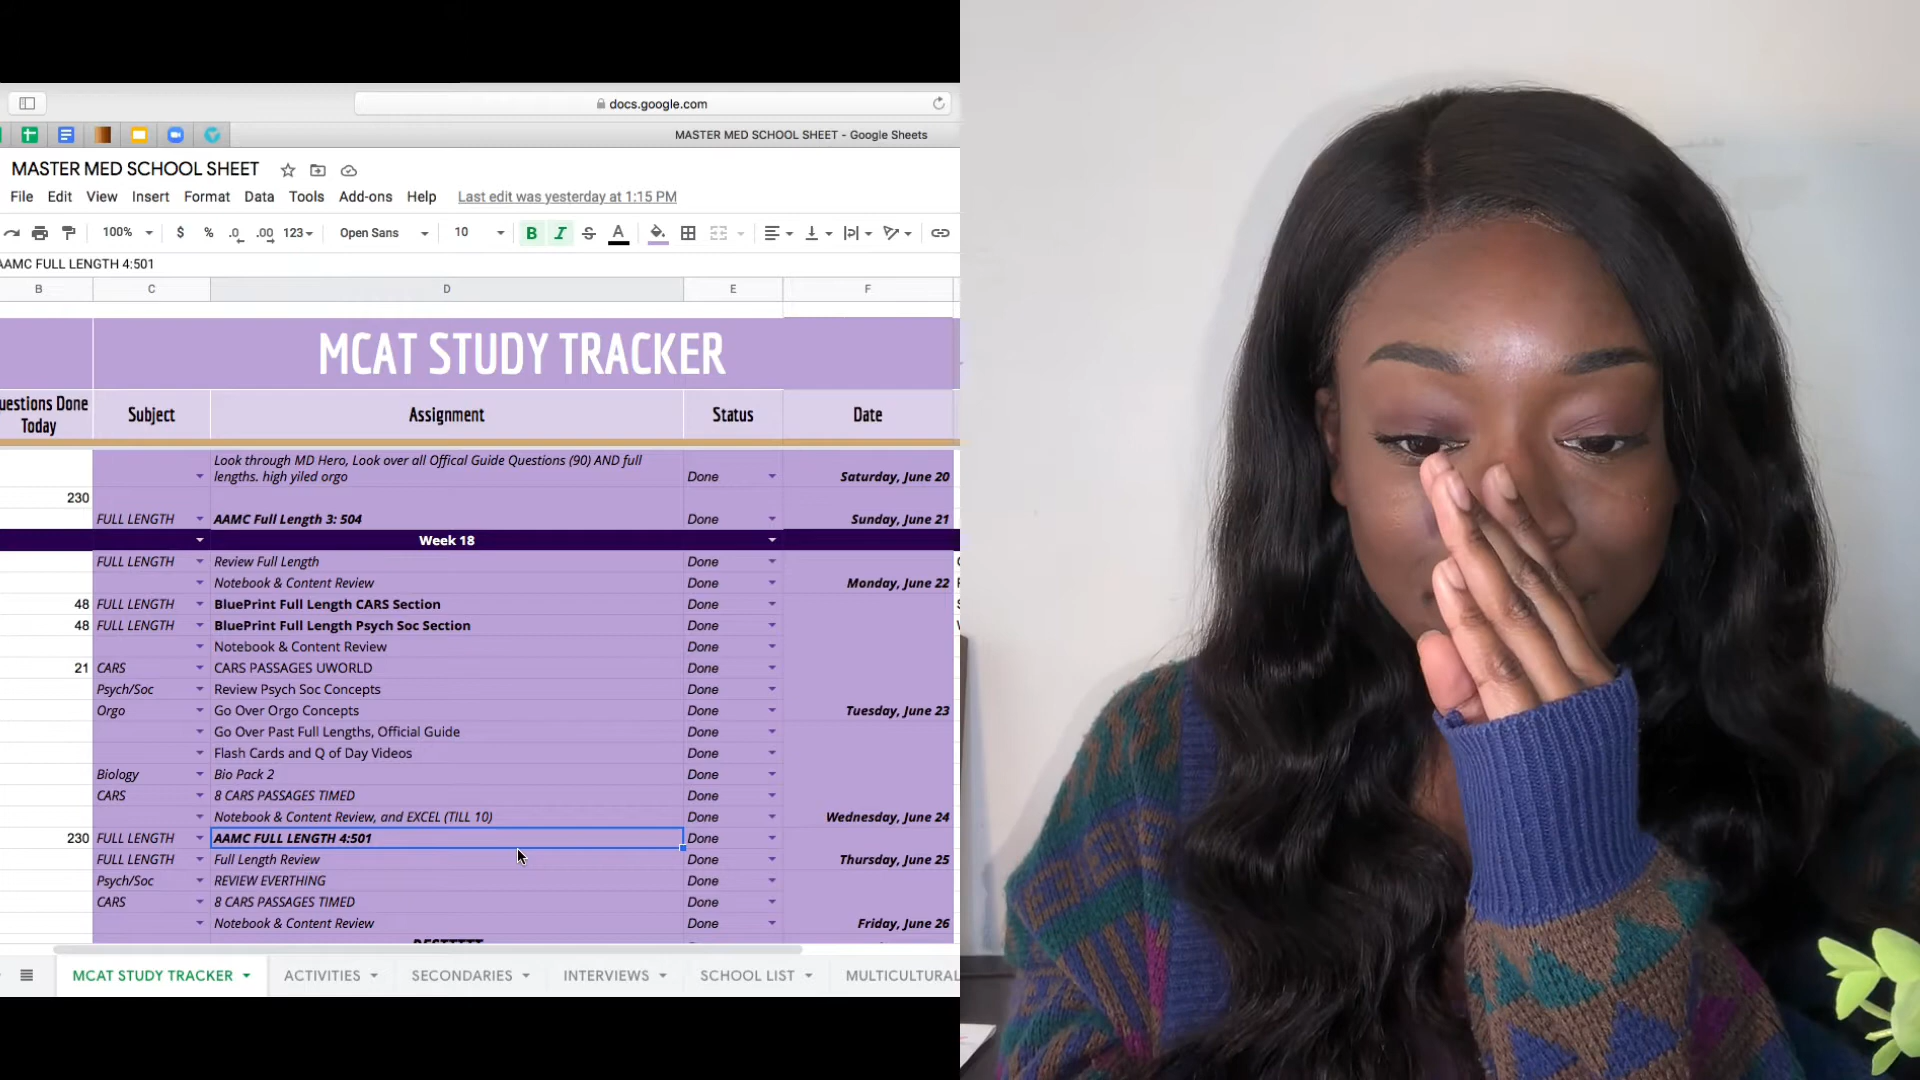 docs.google.com
MASTER MED SCHOOL SHEET - Google Sheets
MASTER MED SCHOOL SHEET
File Edit View Insert Format Data Tools Add-ons Help Last edit was yesterday at 1:15 PM
100% $ % .0 .00 123 Open Sans 10 B I S A
AAMC FULL LENGTH 4:501
B C D E F
MCAT STUDY TRACKER
uestions Done Today Subject Assignment Status Date
Look through MD Hero, Look over all Offical Guide Questions (90) AND full
lengths. high yiled orgo Done Saturday, June 20
230
FULL LENGTH AAMC Full Length 3: 504 Done Sunday, June 21
Week 18
FULL LENGTH Review Full Length Done
Notebook & Content Review Done Monday, June 22
48 FULL LENGTH BluePrint Full Length CARS Section Done
48 FULL LENGTH BluePrint Full Length Psych Soc Section Done
Notebook & Content Review Done
21 CARS CARS PASSAGES UWORLD Done
Psych/Soc Review Psych Soc Concepts Done
Orgo Go Over Orgo Concepts Done Tuesday, June 23
Go Over Past Full Lengths, Official Guide Done
Flash Cards and Q of Day Videos Done
Biology Bio Pack 2 Done
CARS 8 CARS PASSAGES TIMED Done
Notebook & Content Review, and EXCEL (TILL 10) Done Wednesday, June 24
230 FULL LENGTH AAMC FULL LENGTH 4:501 Done
FULL LENGTH Full Length Review Done Thursday, June 25
Psych/Soc REVIEW EVERTHING Done
CARS 8 CARS PASSAGES TIMED Done
Notebook & Content Review Done Friday, June 26
MCAT STUDY TRACKER ACTIVITIES SECONDARIES INTERVIEWS SCHOOL LIST MULTICULTURAL